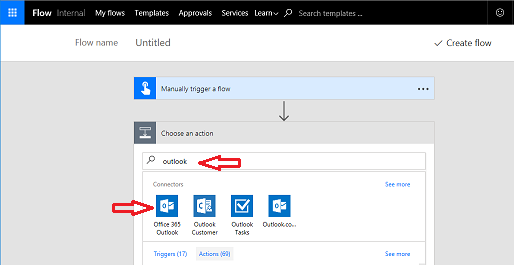 Flow Internal My flows Templates Approvals Services Learn Search templates...
Flow name Untitled Create flow
Manually trigger a flow
Choose an action
outlook
Connectors See more
Office 365 Outlook
Outlook Customer
Outlook Tasks
Outlook.co...
Triggers (17) Actions (69) See more